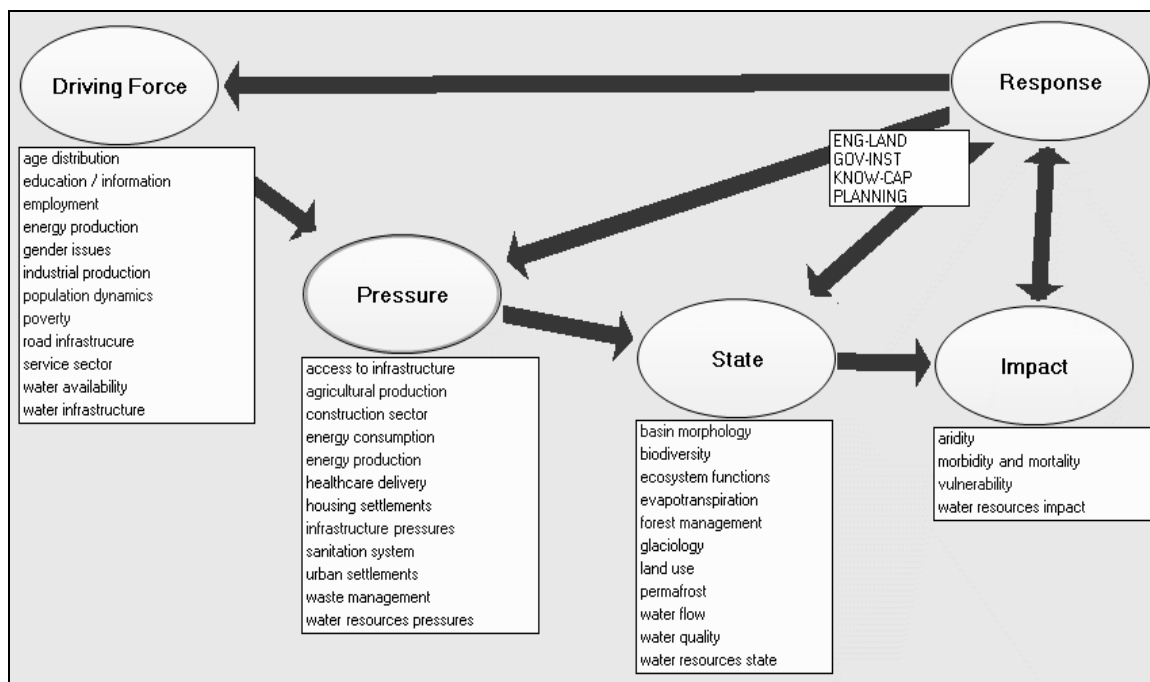 Driving Force
age distribution
education / information
employment
energy production
gender issues
industrial production
population dynamics
poverty
road infrastrucure
service sector
water availability
water infrastructure
Pressure
access to infrastructure
agricultural production
construction sector
energy consumption
energy production
healthcare delivery
housing settlements
infrastructure pressures
sanitation system
urban settlements
waste management
water resources pressures
State
basin morphology
biodiversity
ecosystem functions
evapotranspiration
forest management
glaciology
land use
permafrost
water flow
water quality
water resources state
Impact
aridity
morbidity and mortality
vulnerability
water resources impact
Response
ENG-LAND
GOV-INST
KNOW-CAP
PLANNING